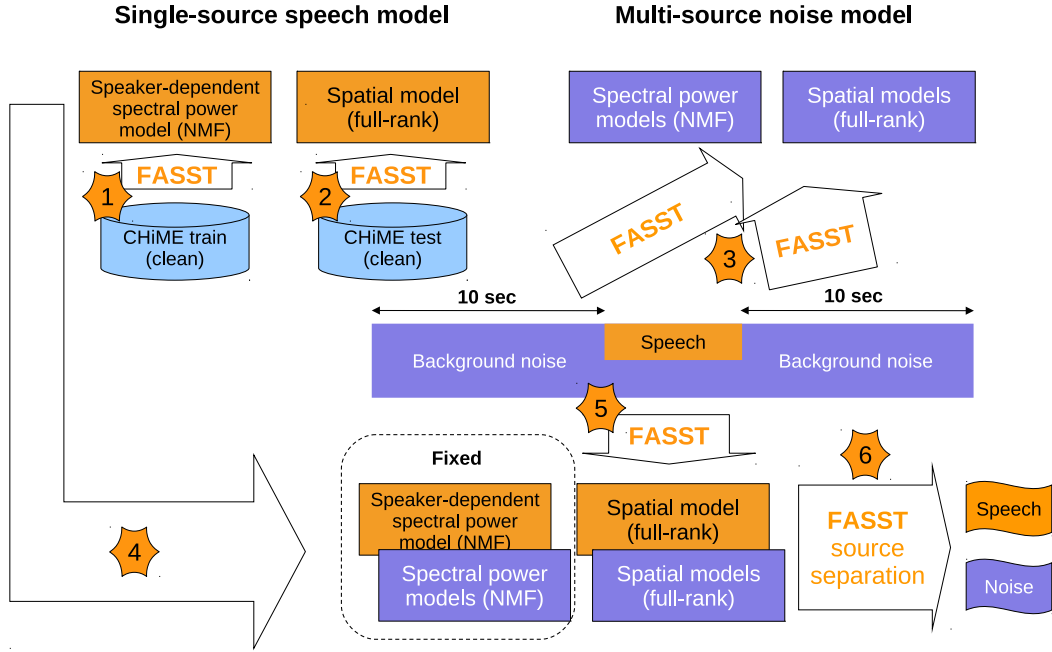 Single-source speech model
Multi-source noise model
Speaker-dependent
spectral power
model (NMF)
Spatial model
(full-rank)
Spectral power
models (NMF)
Spatial models
(full-rank)
FASST
FASST
1
2
CHiME train
(clean)
CHiME test
(clean)
FASST
3
FASST
10 sec
10 sec
Background noise
Speech
Background noise
5
FASST
4
Fixed
Speaker-dependent
spectral power
model (NMF)
Spectral power
models (NMF)
Spatial model
(full-rank)
Spatial models
(full-rank)
6
FASST
source
separation
Speech
Noise